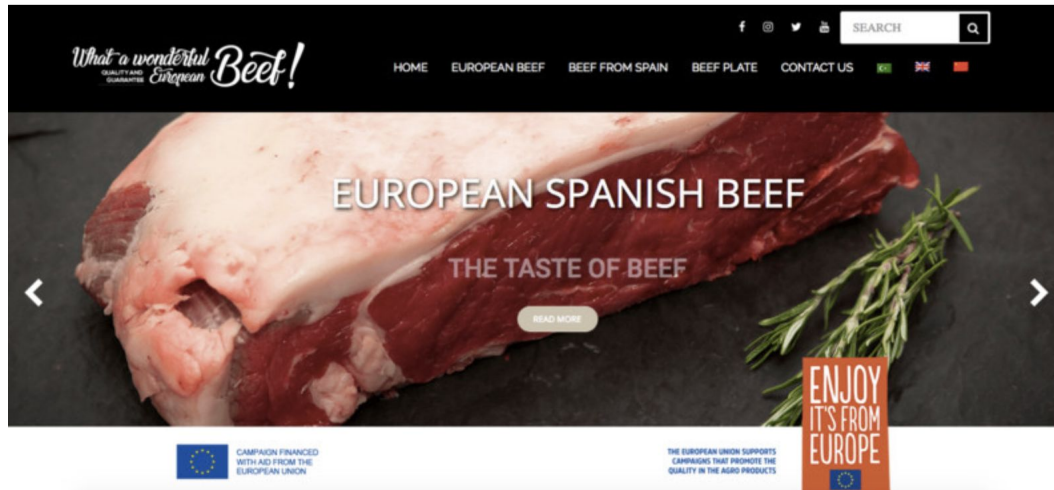 SEARCH
What a wonderful
QUALITY AND
GUARANTEE
European
Beef!
HOME EUROPEAN BEEF BEEF FROM SPAIN BEEF PLATE CONTACT US
EUROPEAN SPANISH BEEF
THE TASTE OF BEEF
READ MORE
CAMPAIGN FINANCED
WITH AID FROM THE
EUROPEAN UNION
THE EUROPEAN UNION SUPPORTS
CAMPAIGNS THAT PROMOTE THE
QUALITY IN THE AGRO PRODUCTS
ENJOY
IT'S FROM
EUROPE